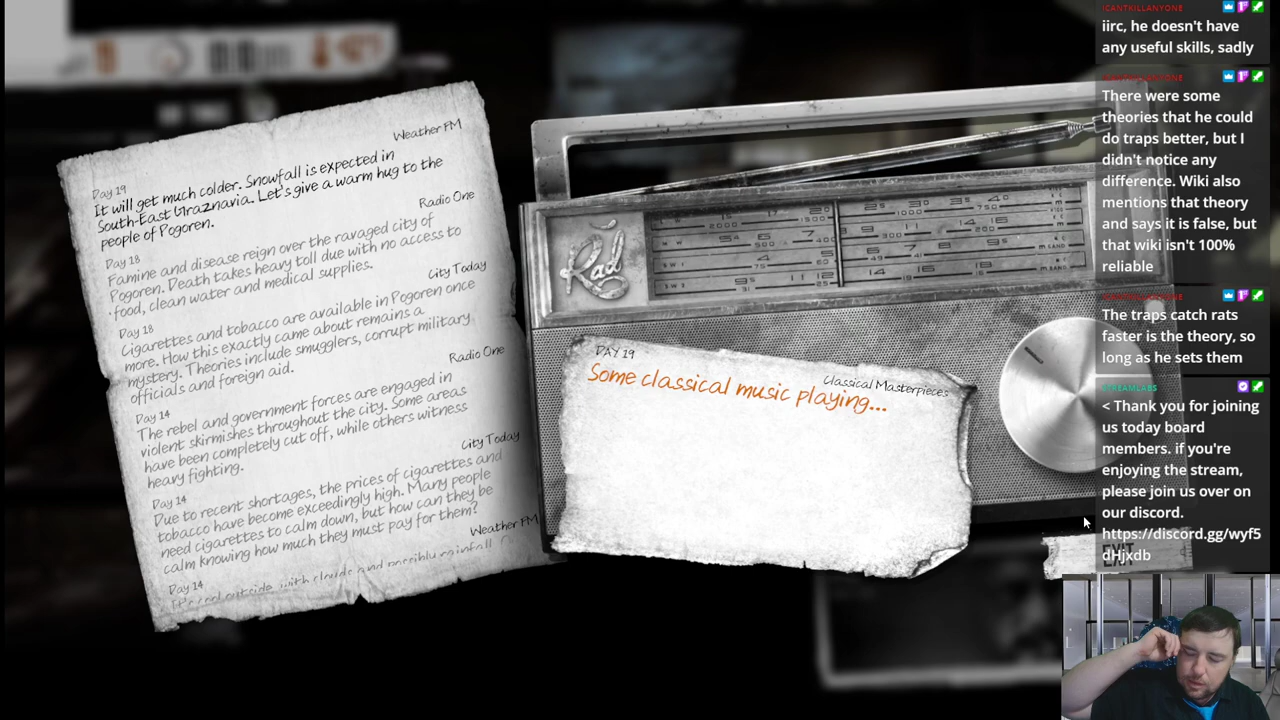 Weather FM
Day 19
It will get much colder. Snowfall is expected in
South-East Graznavia. Let's give a warm hug to the
people of Pogoren.
Radio One
Day 18
Famine and disease reign over the ravaged city of
Pogoren. Death takes heavy toll due with no access to
food, clean water and medical supplies.
City Today
Day 18
Cigarettes and tobacco are available in Pogoren once
more. How this exactly came about remains a
mystery. Theories include smugglers, corrupt military
officials and foreign aid.
Radio One
Day 14
The rebel and government forces are engaged in
violent skirmishes throughout the city. Some areas
have been completely cut off, while others witness
heavy fighting.
City Today
Day 14
Due to recent shortages, the prices of cigarettes and
tobacco have become exceedingly high. Many people
need cigarettes to calm down, but how can they be
calm knowing how much they must pay for them?
Weather FM
Day 14
outside, with clouds and possibly rainfall.
Rad
DAY 19
Classical Masterpieces
Some classical music playing...
EXIT
ICANTKILLANYONE
iirc, he doesn't have
any useful skills, sadly
ICANTKILLANYONE
There were some
theories that he could
do traps better, but I
didn't notice any
difference. Wiki also
mentions that theory
and says it is false, but
that wiki isn't 100%
reliable
ICANTKILLANYONE
The traps catch rats
faster is the theory, so
long as he sets them
STREAMLABS
< Thank you for joining
us today board
members. if you're
enjoying the stream,
please join us over on
our discord.
https://discord.gg/wyf5
dHjxdb